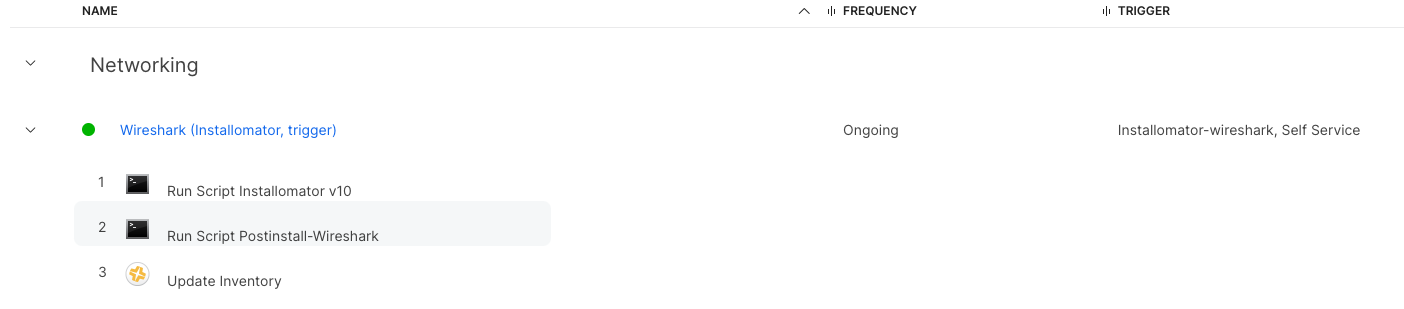 NAME FREQUENCY TRIGGER
Networking
Wireshark (Installomator, trigger) Ongoing Installomator-wireshark, Self Service
1 Run Script Installomator v10
2 Run Script Postinstall-Wireshark
3 Update Inventory